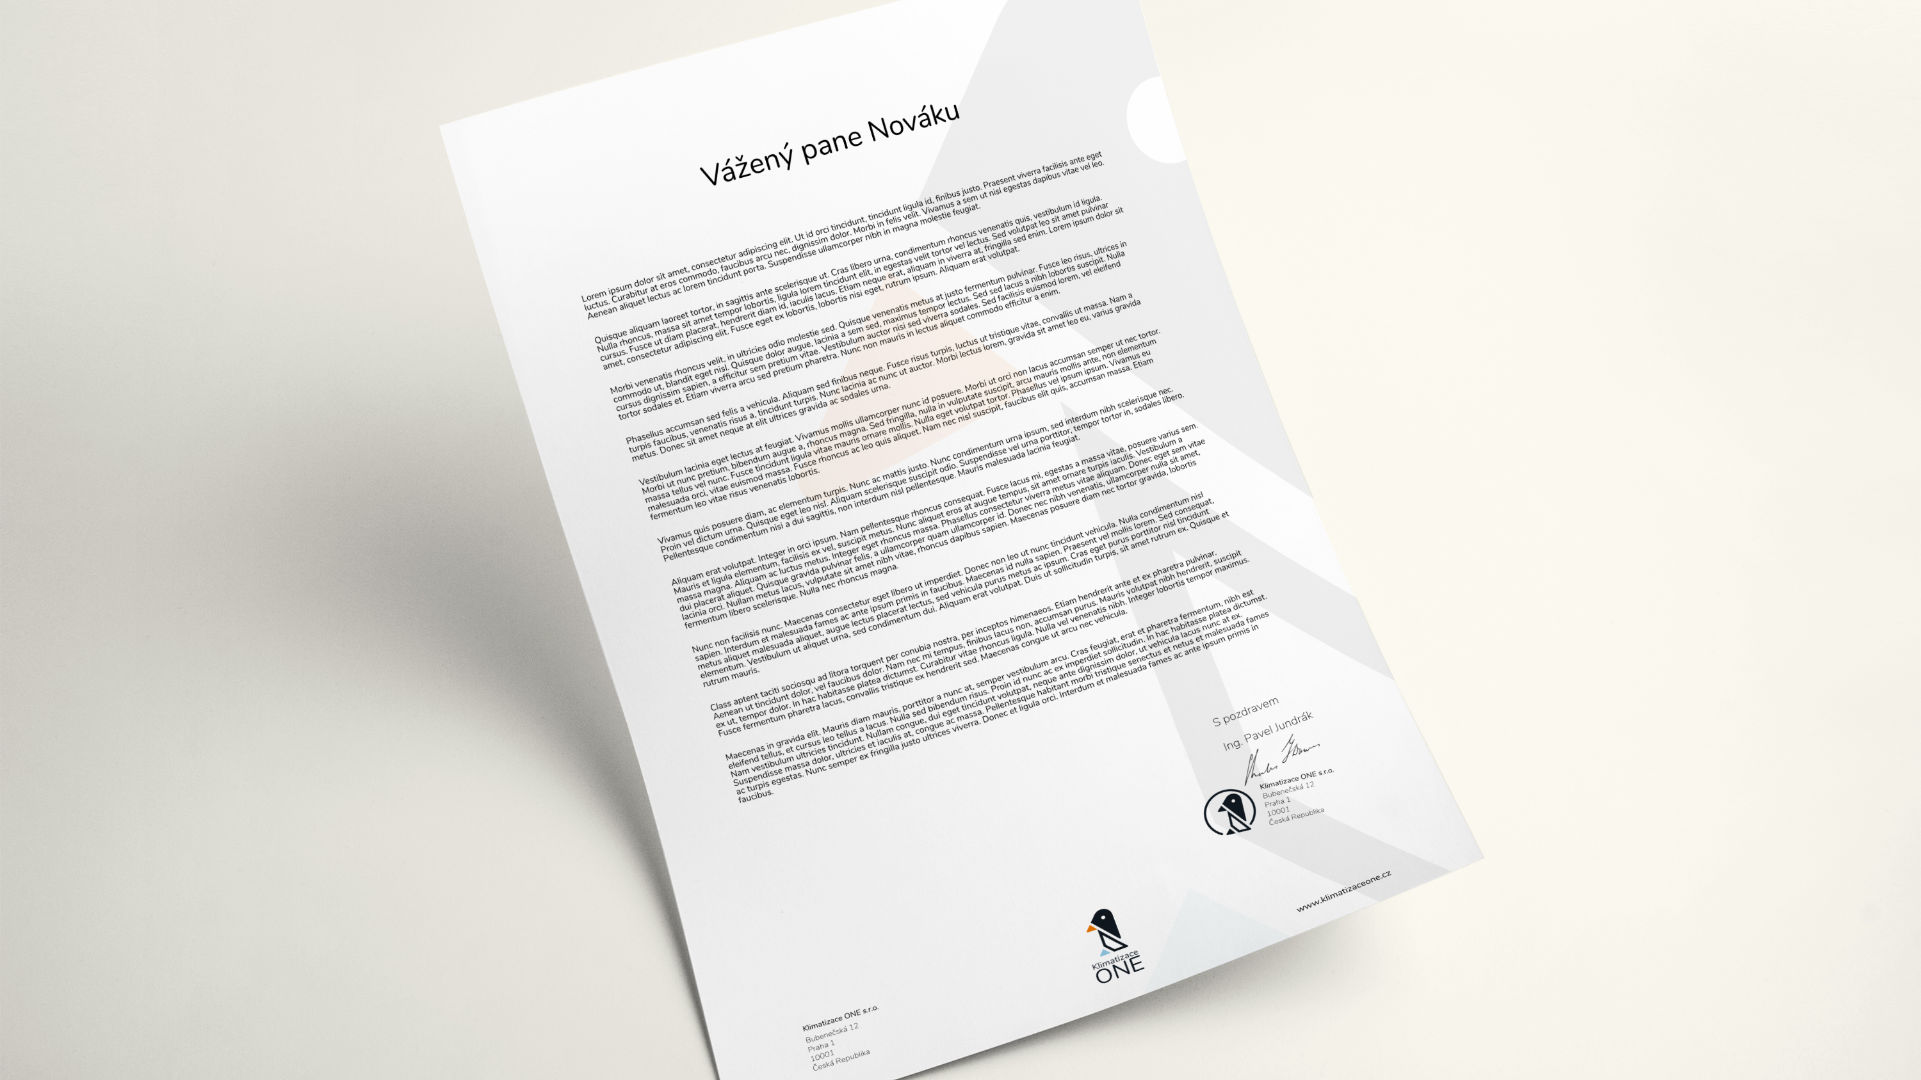 Vážený pane Nováku
Lorem ipsum dolor sit amet, consectetur adipiscing elit. Ut id orci tincidunt, tincidunt ligula id, finibus justo. Praesent viverra facilisis ante eget
luctus. Curabitur at eros commodo, faucibus arcu nec, dignissim dolor. Morbi in felis velit. Vivamus a sem ut nisl egestas dapibus vitae vel leo.
Aenean aliquet lectus ac lorem tincidunt porta. Suspendisse ullamcorper nibh in magna molestie feugiat.
Quisque aliquam laoreet tortor, in sagittis ante scelerisque ut. Cras libero urna, condimentum rhoncus venenatis quis, vestibulum id ligula.
Nulla rhoncus, massa sit amet tempor lobortis, ligula lorem tincidunt elit, in egestas velit tortor vel lectus. Sed volutpat leo sit amet pulvinar
cursus. Fusce ut diam placerat, hendrerit diam id, iaculis lacus. Etiam neque erat, aliquam in viverra at, fringilla sed enim. Lorem ipsum dolor sit
amet, consectetur adipiscing elit. Fusce eget ex lobortis, lobortis nisi eget, rutrum ipsum. Aliquam erat volutpat.
Morbi venenatis rhoncus velit, in ultricies odio molestie sed. Quisque venenatis metus at justo fermentum pulvinar. Fusce leo risus, ultrices in
commodo ut, blandit eget nisl. Quisque dolor augue, lacinia a sem sed, maximus tempor lectus. Sed sed lacus a nibh lobortis suscipit. Nulla
cursus dignissim sapien, a efficitur sem pretium vitae. Vestibulum auctor nisi sed viverra sodales. Sed facilisis euismod lorem, vel eleifend
tortor sodales et. Etiam viverra arcu sed pretium pharetra. Nunc non mauris in lectus aliquet commodo efficitur a enim.
Phasellus accumsan sed felis a vehicula. Aliquam sed finibus neque. Fusce risus turpis, luctus ut tristique vitae, convallis ut massa. Nam a
turpis faucibus, venenatis risus a, tincidunt turpis. Nunc lacinia ac nunc ut auctor. Morbi lectus lorem, gravida sit amet leo eu, varius gravida
metus. Donec sit amet neque at elit ultrices gravida ac sodales urna.
Vestibulum lacinia eget lectus at feugiat. Vivamus mollis ullamcorper nunc id posuere. Morbi ut orci non lacus accumsan semper ut nec tortor.
Morbi ut nunc pretium, bibendum augue a, rhoncus magna. Sed fringilla, nulla in vulputate suscipit, arcu mauris mollis ante, non elementum
massa tellus vel nunc. Fusce tincidunt ligula vitae mauris ornare mollis. Nulla eget volutpat tortor. Phasellus vel ipsum ipsum. Vivamus eu
malesuada orci, vitae euismod massa. Fusce rhoncus ac leo quis aliquet. Nam nec nisl suscipit, faucibus elit quis, accumsan massa. Etiam
fermentum leo vitae risus venenatis lobortis.
Vivamus quis posuere diam, ac elementum turpis. Nunc ac mattis justo. Nunc condimentum urna ipsum, sed interdum nibh scelerisque nec.
Proin vel dictum urna. Quisque eget leo nisl. Aliquam scelerisque suscipit odio. Suspendisse vel urna porttitor, tempor tortor in, sodales libero.
Pellentesque condimentum nisl a dui sagittis, non interdum nisl pellentesque. Mauris malesuada lacinia feugiat.
Aliquam erat volutpat. Integer in orci ipsum. Nam pellentesque rhoncus consequat. Fusce lacus mi, egestas a massa vitae, posuere varius sem.
Mauris et ligula elementum, facilisis ex vel, suscipit metus. Nunc aliquet eros at augue tempus, sit amet ornare turpis iaculis. Vestibulum a
massa magna. Aliquam ac luctus metus. Integer eget rhoncus massa. Phasellus consectetur viverra metus vitae aliquam. Donec eget sem vitae
dui placerat aliquet. Quisque gravida pulvinar felis, a ullamcorper quam ullamcorper id. Donec nec nibh venenatis, ullamcorper nulla sit amet,
lacinia orci. Nullam metus lacus, vulputate sit amet nibh vitae, rhoncus dapibus sapien. Maecenas posuere diam nec tortor gravida, lobortis
fermentum libero scelerisque. Nulla nec rhoncus magna.
Nunc non facilisis nunc. Maecenas consectetur eget libero ut imperdiet. Donec non leo ut nunc tincidunt vehicula. Nulla condimentum nisl
sapien. Interdum et malesuada fames ac ante ipsum primis in faucibus. Maecenas id nulla sapien. Praesent vel mollis lorem. Sed consequat,
metus aliquet malesuada aliquet, augue lectus placerat lectus, sed vehicula purus metus ac ipsum. Cras eget purus porttitor nisl tincidunt
elementum. Vestibulum ut aliquet urna, sed condimentum dui. Aliquam erat volutpat. Duis ut sollicitudin turpis, sit amet rutrum ex. Quisque et
rutrum mauris.
Class aptent taciti sociosqu ad litora torquent per conubia nostra, per inceptos himenaeos. Etiam hendrerit ante et ex pharetra pulvinar.
Aenean ut tincidunt dolor, vel faucibus dolor. Nam nec mi tempus, finibus lacus non, accumsan purus. Mauris volutpat nibh hendrerit, suscipit
ex ut, tempor dolor. In hac habitasse platea dictumst. Curabitur vitae rhoncus ligula. Nulla vel venenatis nibh. Integer lobortis tempor maximus.
Fusce fermentum pharetra lacus, convallis tristique ex hendrerit sed. Maecenas congue ut arcu nec vehicula.
Maecenas in gravida elit. Mauris diam mauris, porttitor a nunc at, semper vestibulum arcu. Cras feugiat, erat et pharetra fermentum, nibh est
eleifend tellus, et cursus leo tellus a lacus. Nulla sed bibendum risus. Proin id nunc ac ex imperdiet sollicitudin. In hac habitasse platea dictumst.
Nam vestibulum ultricies tincidunt. Nullam congue, dui eget tincidunt volutpat, neque ante dignissim dolor, ut vehicula lacus nunc at ex.
Suspendisse massa dolor, ultricies et iaculis at, congue ac massa. Pellentesque habitant morbi tristique senectus et netus et malesuada fames
ac turpis egestas. Nunc semper ex fringilla justo ultrices viverra. Donec et ligula orci. Interdum et malesuada fames ac ante ipsum primis in
faucibus.
S pozdravem
Ing. Pavel Jundrák
Klimatizace ONE s.r.o.
Bubenečská 12
Praha 1
10001
Česká Republika
www.klimatizaceone.cz
Klimatizace
ONE
Klimatizace ONE s.r.o.
Bubenečská 12
Praha 1
10001
Česká Republika